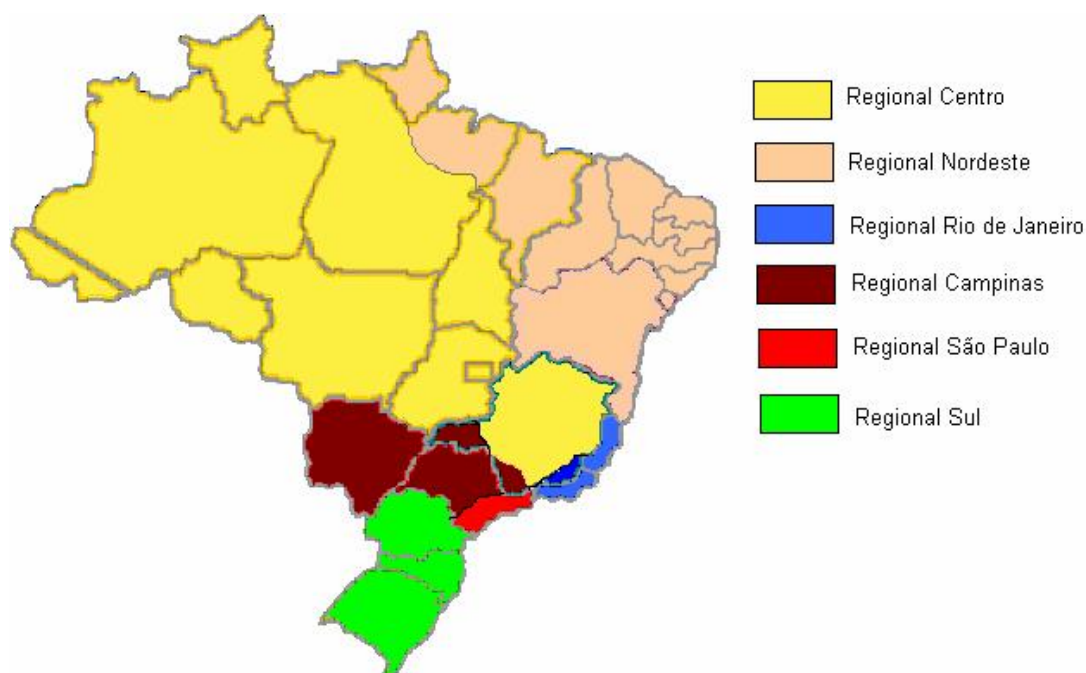 Regional Centro
Regional Nordeste
Regional Rio de Janeiro
Regional Campinas
Regional São Paulo
Regional Sul